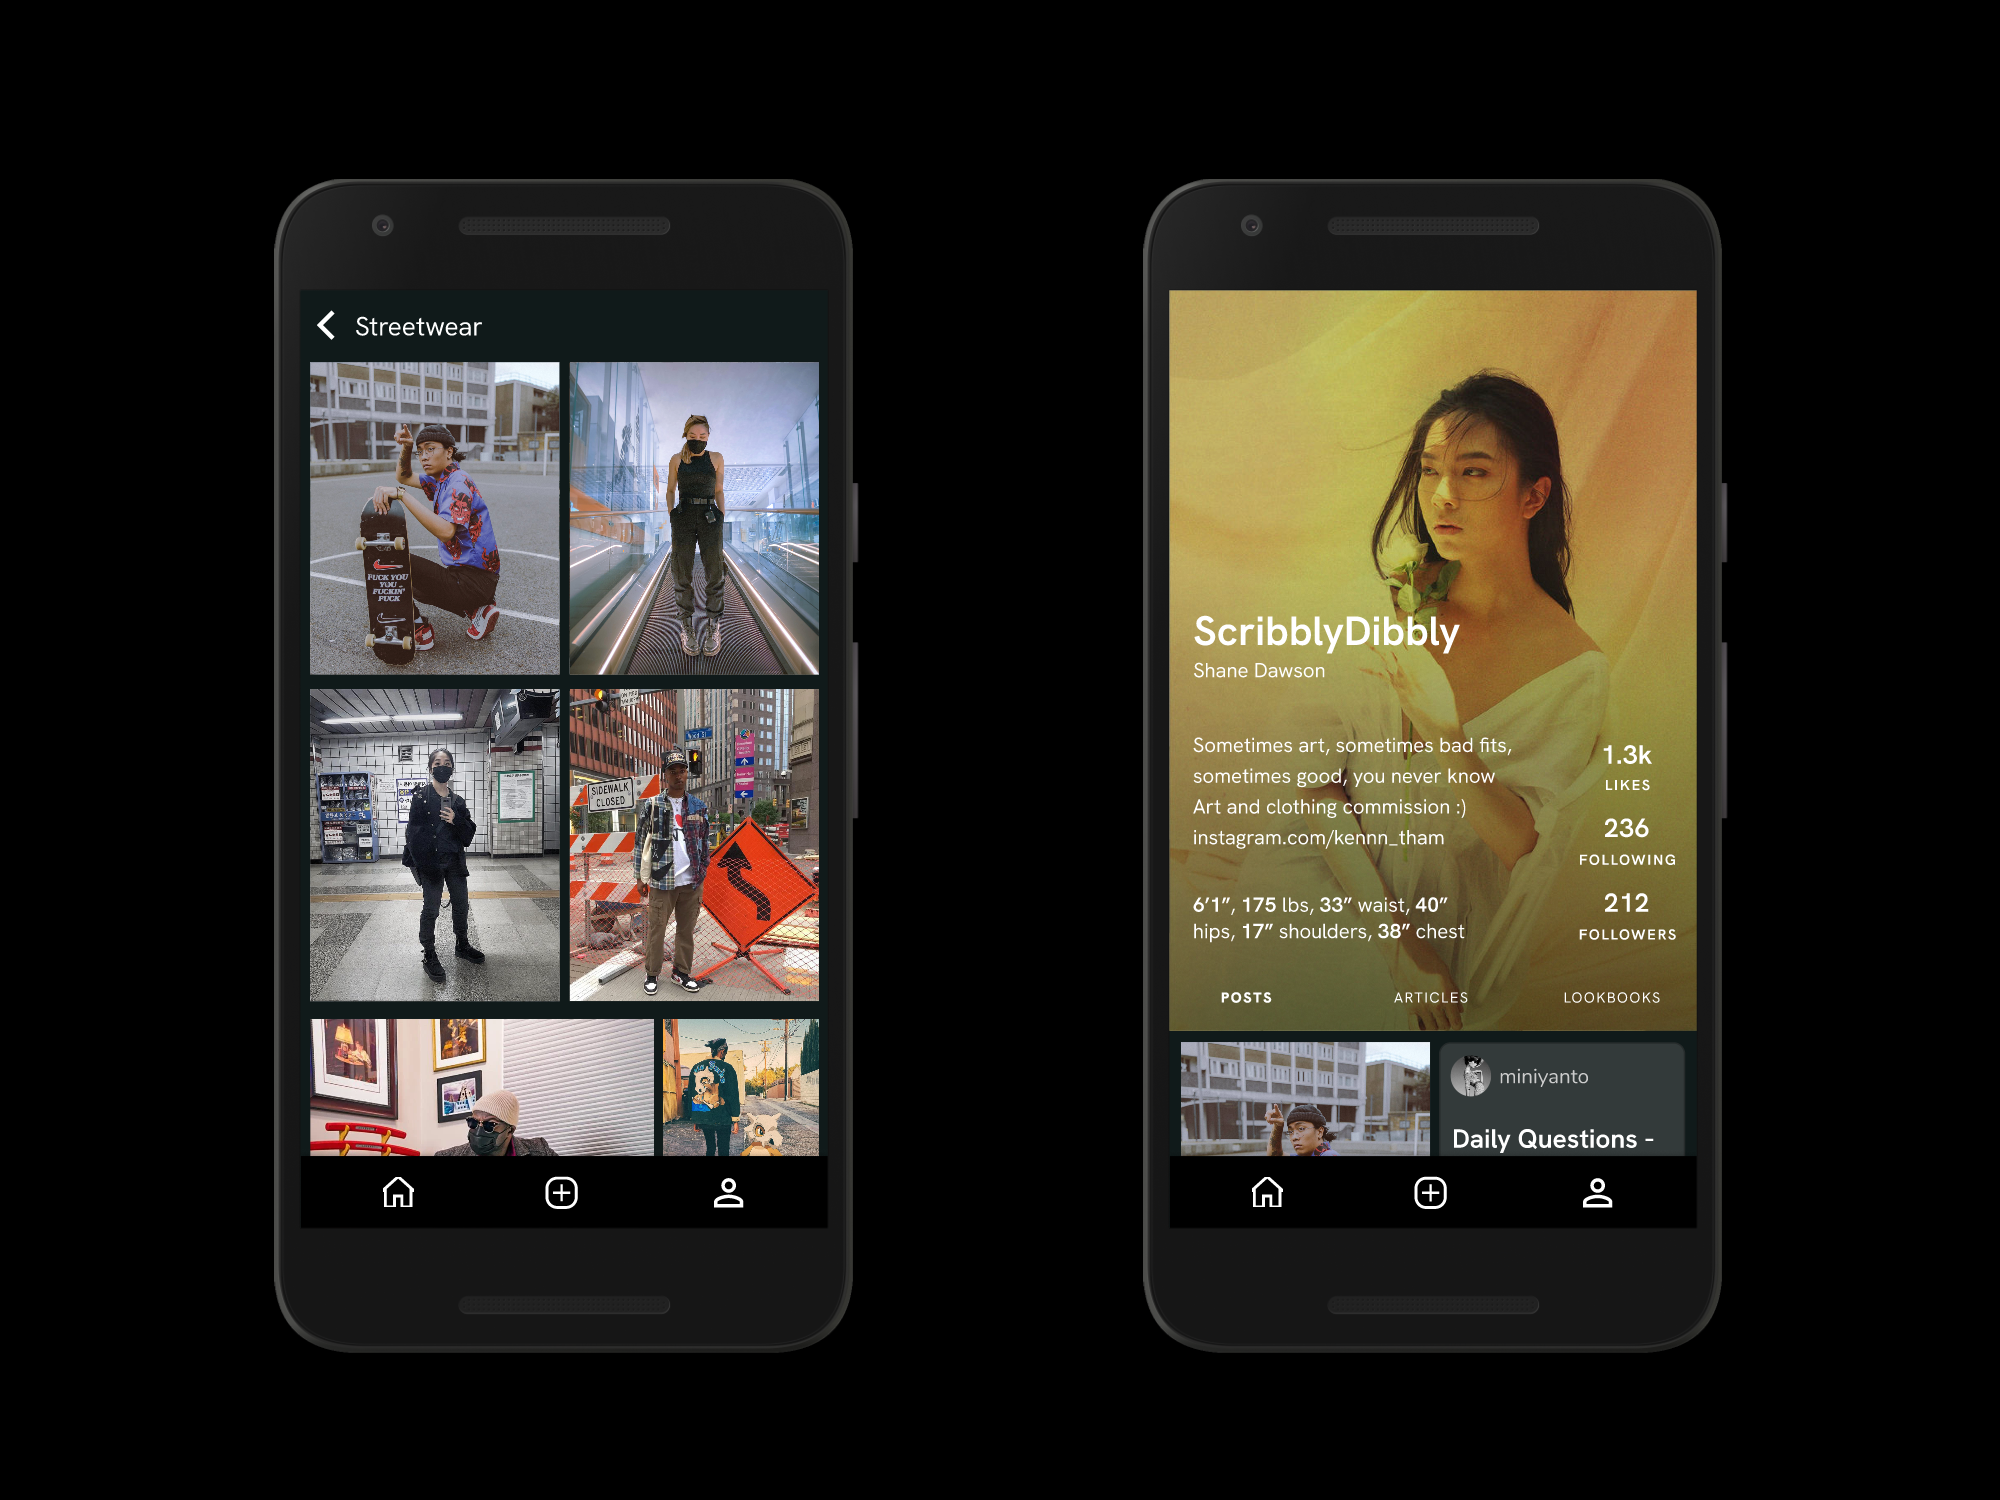 Streetwear
FUCK YOU
YOU
FUCKIN'
FUCK
SIDEWALK
CLOSED
ScribblyDibbly
Shane Dawson
Sometimes art, sometimes bad fits,
sometimes good, you never know
Art and clothing commission :)
instagram.com/kennn_tham
6’1”, 175 lbs, 33” waist, 40”
hips, 17” shoulders, 38” chest
1.3k
LIKES
236
FOLLOWING
212
FOLLOWERS
POSTS ARTICLES LOOKBOOKS
miniyanto
Daily Questions -